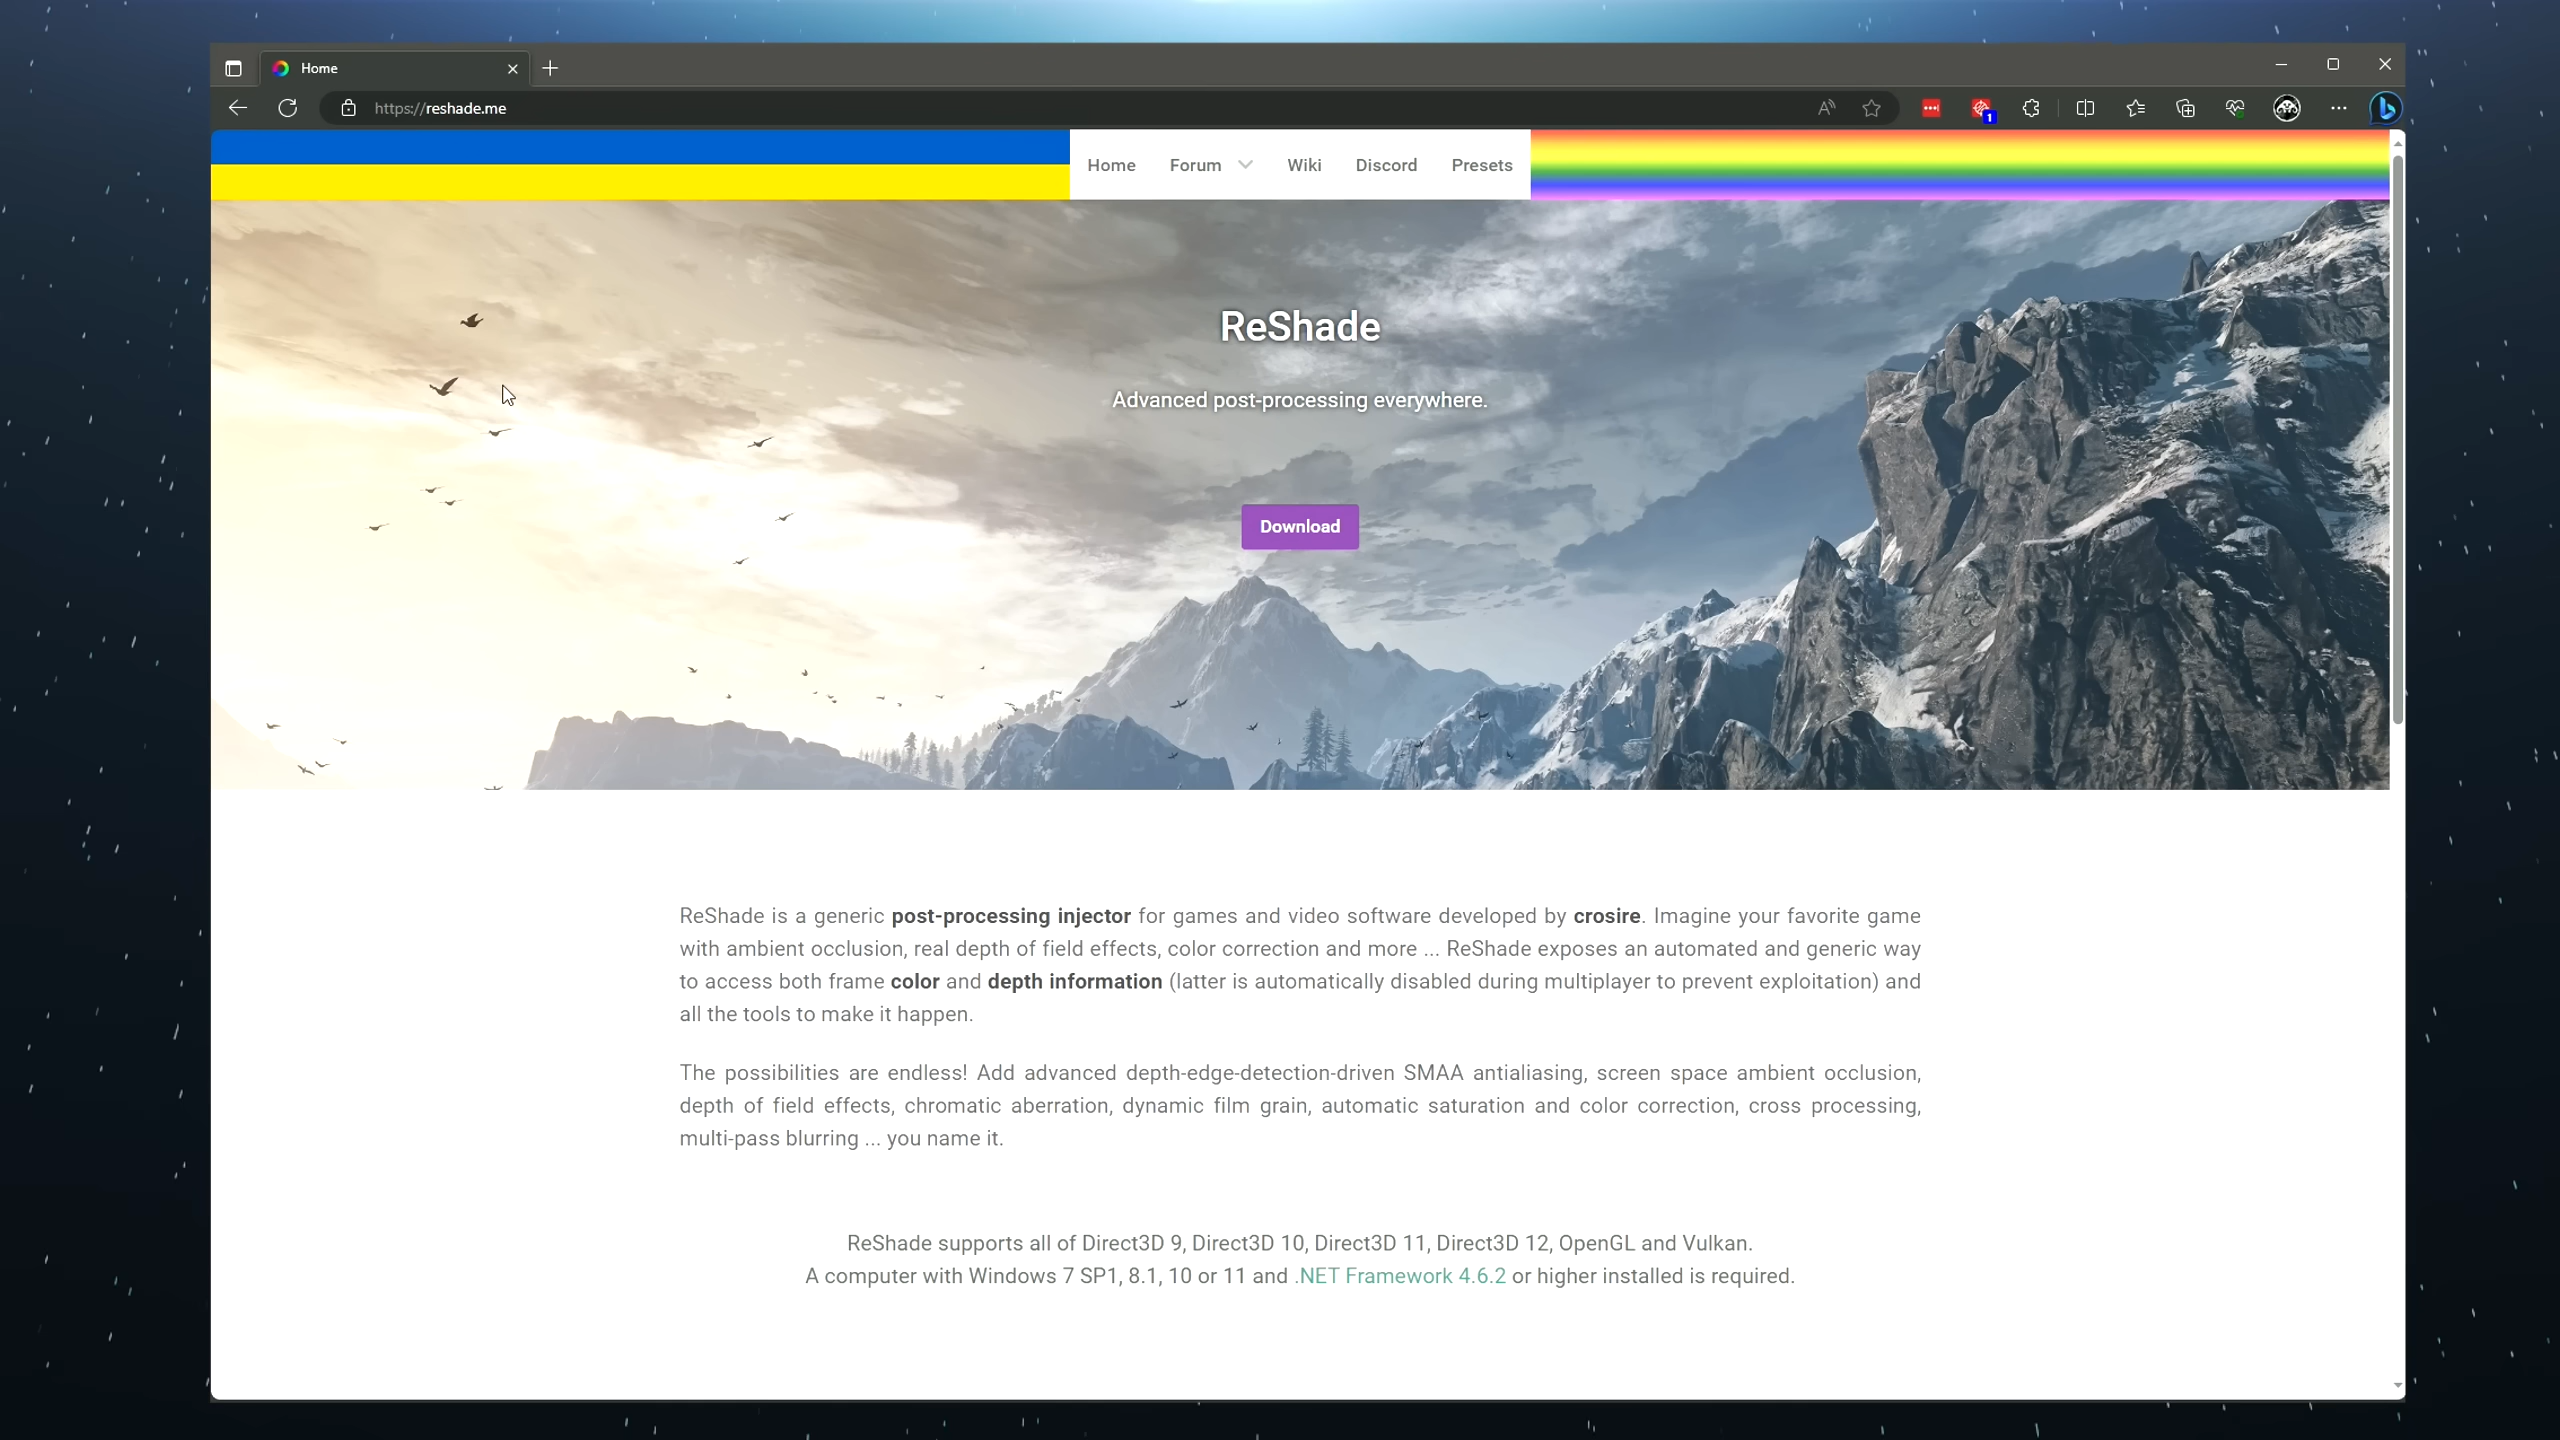 Home
https://reshade.me
1
Home Forum Wiki Discord Presets
ReShade
Advanced post-processing everywhere.
Download
ReShade is a generic post-processing injector for games and video software developed by crosire. Imagine your favorite game
with ambient occlusion, real depth of field effects, color correction and more ... ReShade exposes an automated and generic way
to access both frame color and depth information (latter is automatically disabled during multiplayer to prevent exploitation) and
all the tools to make it happen.
The possibilities are endless! Add advanced depth-edge-detection-driven SMAA antialiasing, screen space ambient occlusion,
depth of field effects, chromatic aberration, dynamic film grain, automatic saturation and color correction, cross processing,
multi-pass blurring ... you name it.
ReShade supports all of Direct3D 9, Direct3D 10, Direct3D 11, Direct3D 12, OpenGL and Vulkan.
A computer with Windows 7 SP1, 8.1, 10 or 11 and .NET Framework 4.6.2 or higher installed is required.